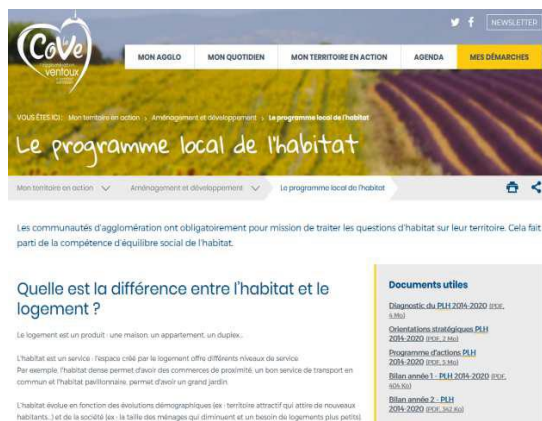 NEWSLETTER
CoVe
ventoux
MON AGGLO
MON QUOTIDIEN
MON TERRITOIRE EN ACTION
AGENDA
MES DÉMARCHES
VOUS ÊTES ICI : Mon territoire en action › Aménagement et développement › Le programme local de l'habitat
Le programme local de l'habitat
Mon territoire en action
Aménagement et développement
Le programme local de l'habitat
Les communautés d'agglomération ont obligatoirement pour mission de traiter les questions d'habitat sur leur territoire. Cela fait
parti de la compétence d'équilibre social de l'habitat.
Quelle est la différence entre l'habitat et le
logement ?
Le logement est un produit : une maison, un appartement, un duplex...
L'habitat est un service : l'espace créé par le logement offre différents niveaux de service.
Par exemple, l'habitat dense permet d'avoir des commerces de proximité, un bon service de transport en
commun et l'habitat pavillonnaire, permet d'avoir un grand jardin.
L'habitat évolue en fonction des évolutions démographiques (ex : territoire attractif qui attire de nouveaux
habitants...) et de la société (ex : la taille des ménages qui diminuent et un besoin de logements plus petits)
Documents utiles
Diagnostic du PLH 2014-2020 (PDF,
4 Mo)
Orientations stratégiques PLH
2014-2020 (PDF, 2 Mo)
Programme d'actions PLH
2014-2020 (PDF, 5 Mo)
Bilan année 1 - PLH 2014-2020 (PDF,
404 Ko)
Bilan année 2 - PLH
2014-2020 (PDF, 342 Ko)